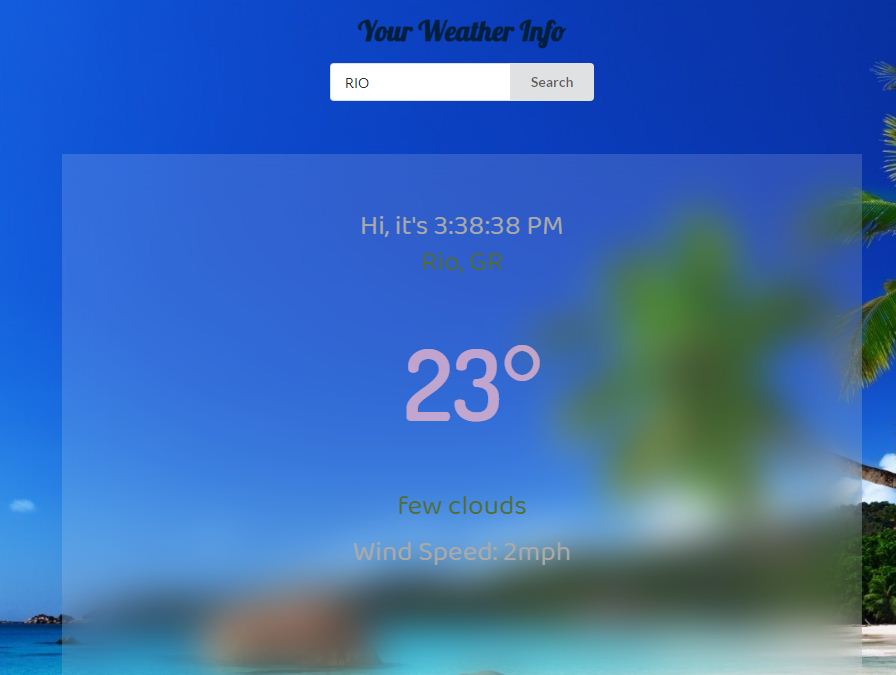 Your Weather Info
RIO
Search
Hi, it's 3:38:38 PM
Rio, GR
23°
few clouds
Wind Speed: 2mph